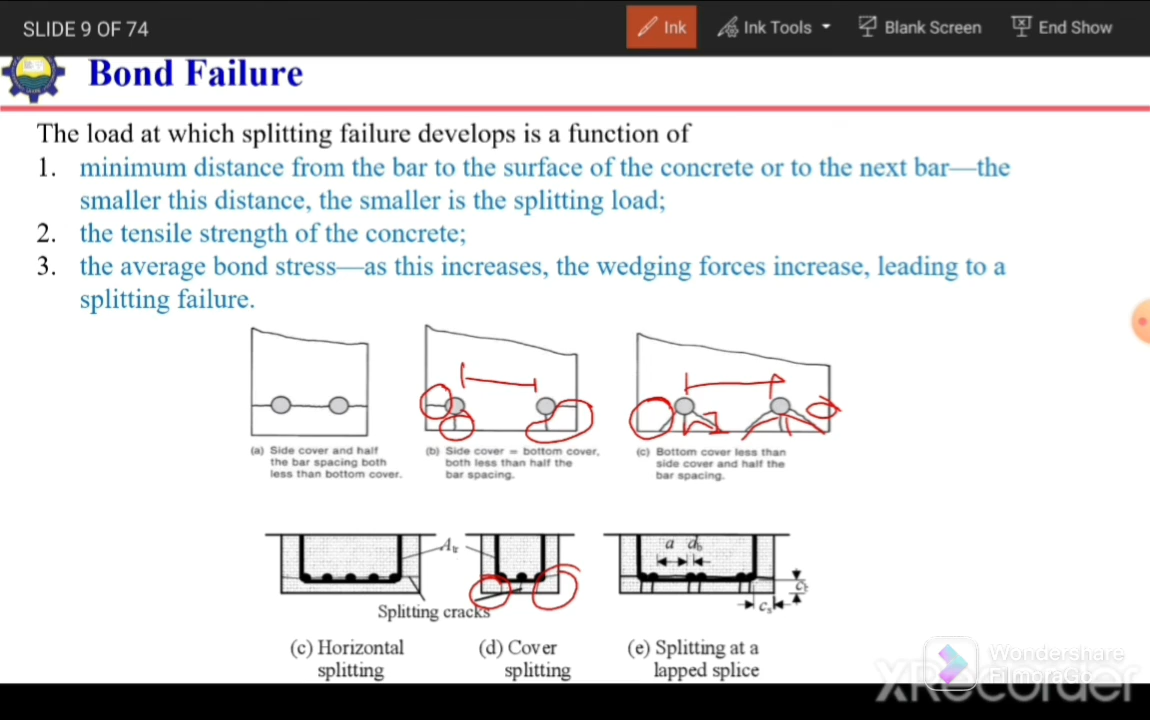 SLIDE 9 OF 74
Ink
Ink Tools
Blank Screen
End Show
Bond Failure
The load at which splitting failure develops is a function of
1. minimum distance from the bar to the surface of the concrete or to the next bar—the
smaller this distance, the smaller is the splitting load;
2. the tensile strength of the concrete;
3. the average bond stress—as this increases, the wedging forces increase, leading to a
splitting failure.
(a) Side cover and half
the bar spacing both
less than bottom cover.
(b) Side cover = bottom cover,
both less than half the
bar spacing.
(c) Bottom cover less than
side cover and half the
bar spacing.
Atr
a db
cs
Splitting cracks
(c) Horizontal
splitting
(d) Cover
splitting
(e) Splitting at a
lapped splice
Wondershare
FilmoraGo
XRecorder